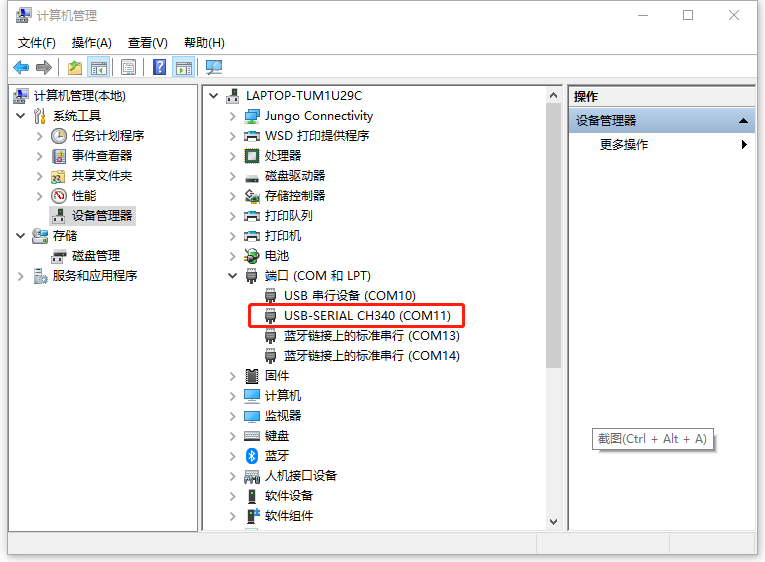 计算机管理
文件(F) 操作(A) 查看(V) 帮助(H)
计算机管理(本地)
系统工具
任务计划程序
事件查看器
共享文件夹
性能
设备管理器
存储
磁盘管理
服务和应用程序
LAPTOP-TUM1U29C
Jungo Connectivity
WSD 打印提供程序
处理器
磁盘驱动器
存储控制器
打印队列
打印机
电池
端口 (COM 和 LPT)
USB 串行设备 (COM10)
USB-SERIAL CH340 (COM11)
蓝牙链接上的标准串行 (COM13)
蓝牙链接上的标准串行 (COM14)
固件
计算机
监视器
键盘
蓝牙
人机接口设备
软件设备
软件组件
操作
设备管理器
更多操作
截图(Ctrl + Alt + A)